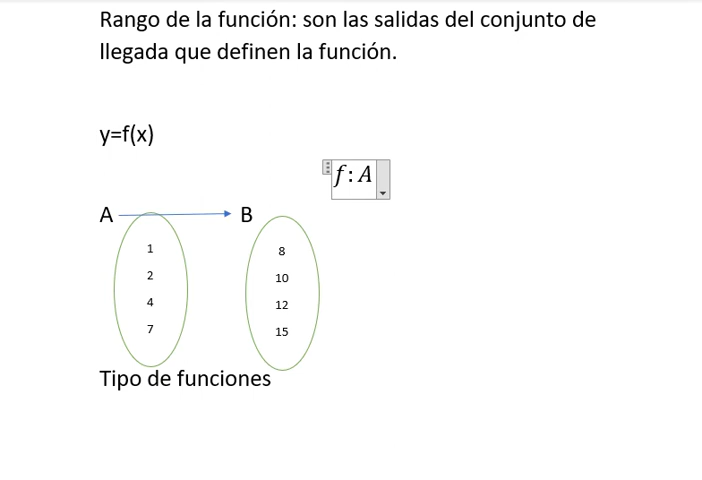 Rango de la función: son las salidas del conjunto de
llegada que definen la función.
y=f(x)
f:A
A B
1 8
2 10
4 12
7 15
Tipo de funciones